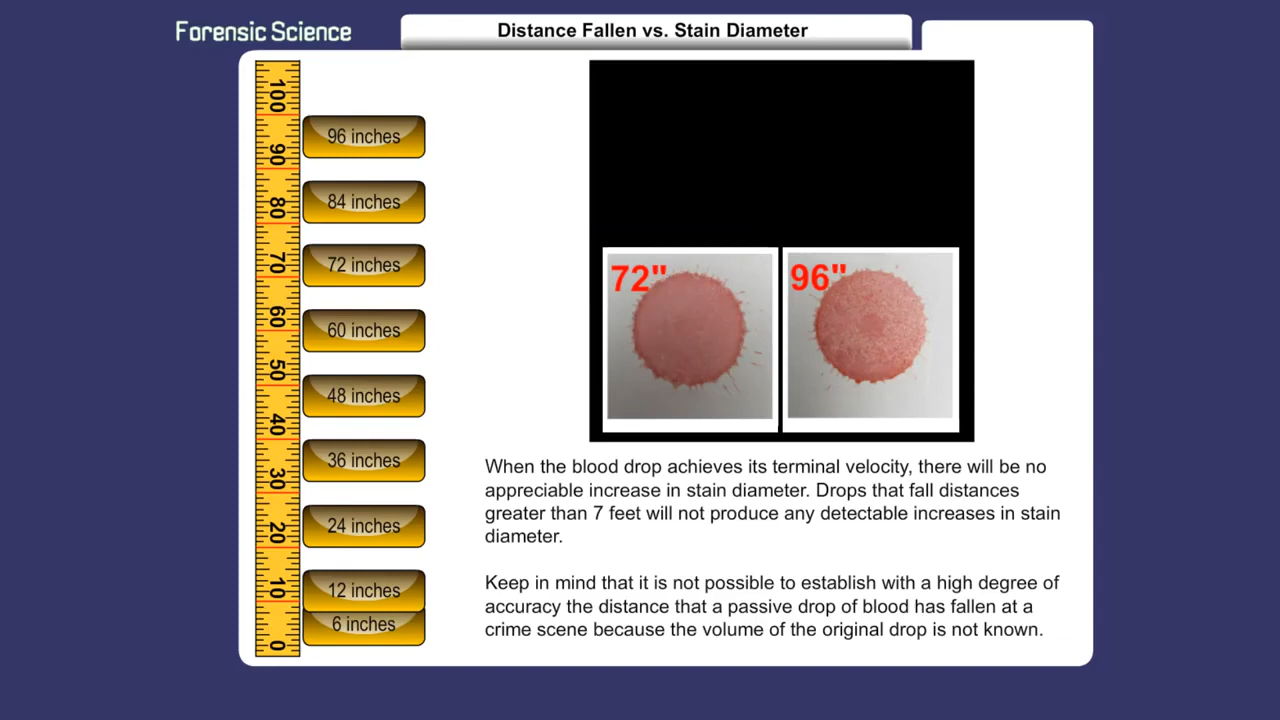 Forensic Science
Distance Fallen vs. Stain Diameter
100
90
80
70
60
50
40
30
20
10
0
96 inches
84 inches
72 inches
60 inches
48 inches
36 inches
24 inches
12 inches
6 inches
72"
96"
When the blood drop achieves its terminal velocity, there will be no
appreciable increase in stain diameter. Drops that fall distances
greater than 7 feet will not produce any detectable increases in stain
diameter.
Keep in mind that it is not possible to establish with a high degree of
accuracy the distance that a passive drop of blood has fallen at a
crime scene because the volume of the original drop is not known.